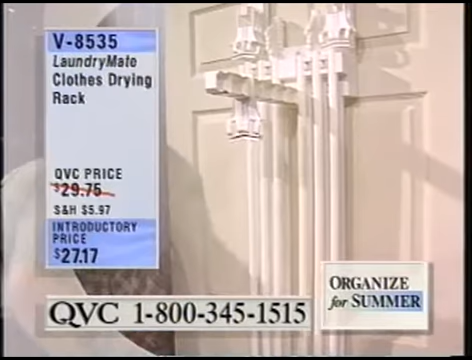 V-8535
LaundryMate
Clothes Drying
Rack
QVC PRICE
$29.75
S&H $5.97
INTRODUCTORY
PRICE
$27.17
QVC 1-800-345-1515
ORGANIZE
for SUMMER